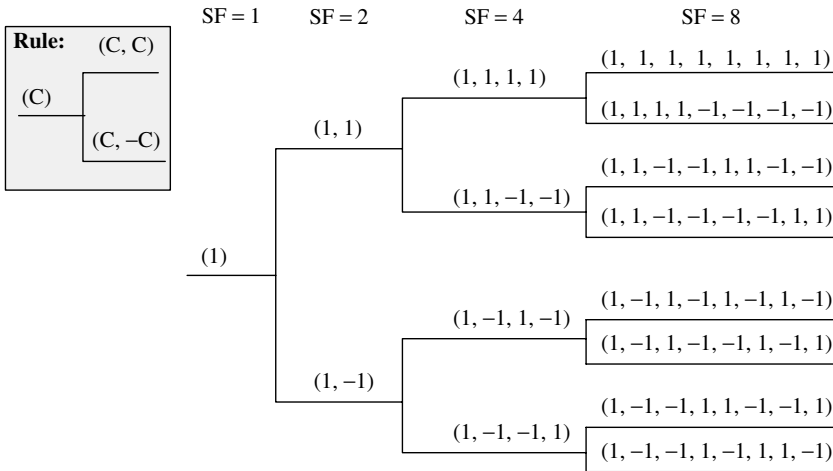 SF = 1
SF = 2
SF = 4
SF = 8
Rule:
(C, C)
(C)
(C, −C)
(1)
(1, 1)
(1, −1)
(1, 1, 1, 1)
(1, 1, −1, −1)
(1, −1, 1, −1)
(1, −1, −1, 1)
(1, 1, 1, 1, 1, 1, 1, 1)
(1, 1, 1, 1, −1, −1, −1, −1)
(1, 1, −1, −1, 1, 1, −1, −1)
(1, 1, −1, −1, −1, −1, 1, 1)
(1, −1, 1, −1, 1, −1, 1, −1)
(1, −1, 1, −1, −1, 1, −1, 1)
(1, −1, −1, 1, 1, −1, −1, 1)
(1, −1, −1, 1, −1, 1, 1, −1)